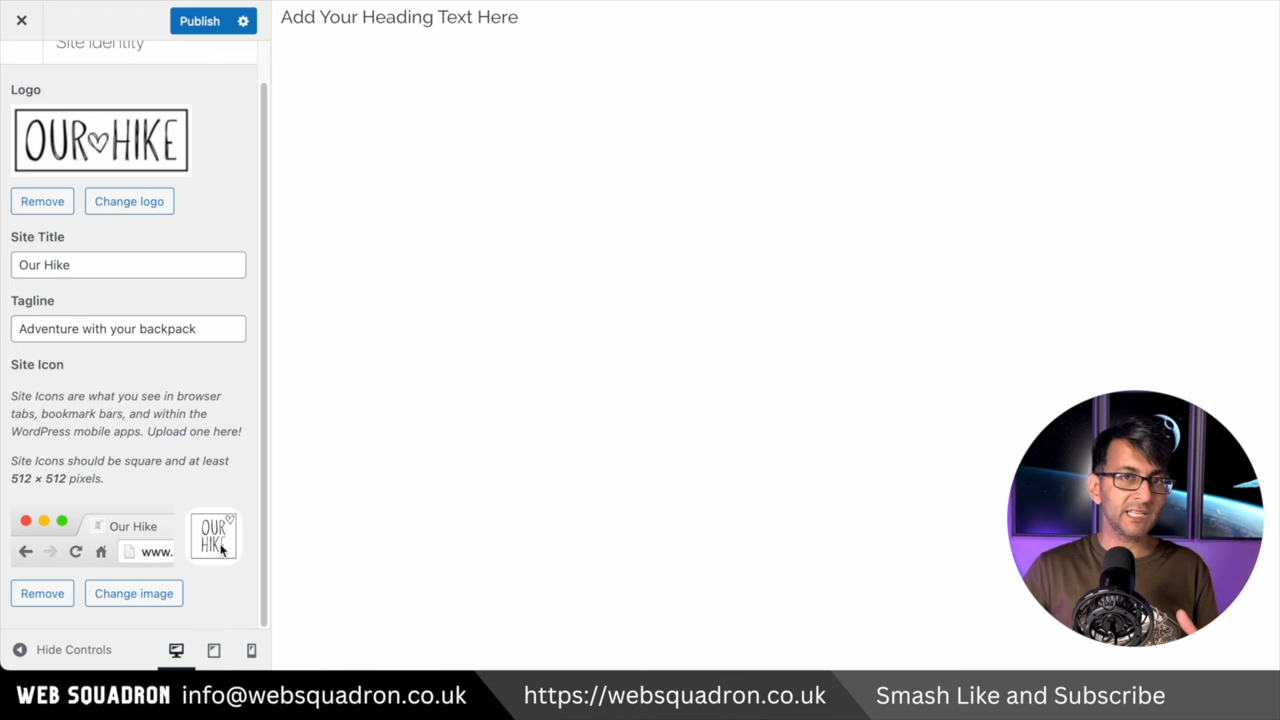 Publish
Add Your Heading Text Here
Site Identity
Logo
OUR HIKE
Remove
Change logo
Site Title
Our Hike
Tagline
Adventure with your backpack
Site Icon
Site Icons are what you see in browser
tabs, bookmark bars, and within the
WordPress mobile apps. Upload one here!
Site Icons should be square and at least
512 × 512 pixels.
Our Hike
www.
OUR
HIKE
Remove
Change image
Hide Controls
WEB SQUADRON info@websquadron.co.uk https://websquadron.co.uk Smash Like and Subscribe